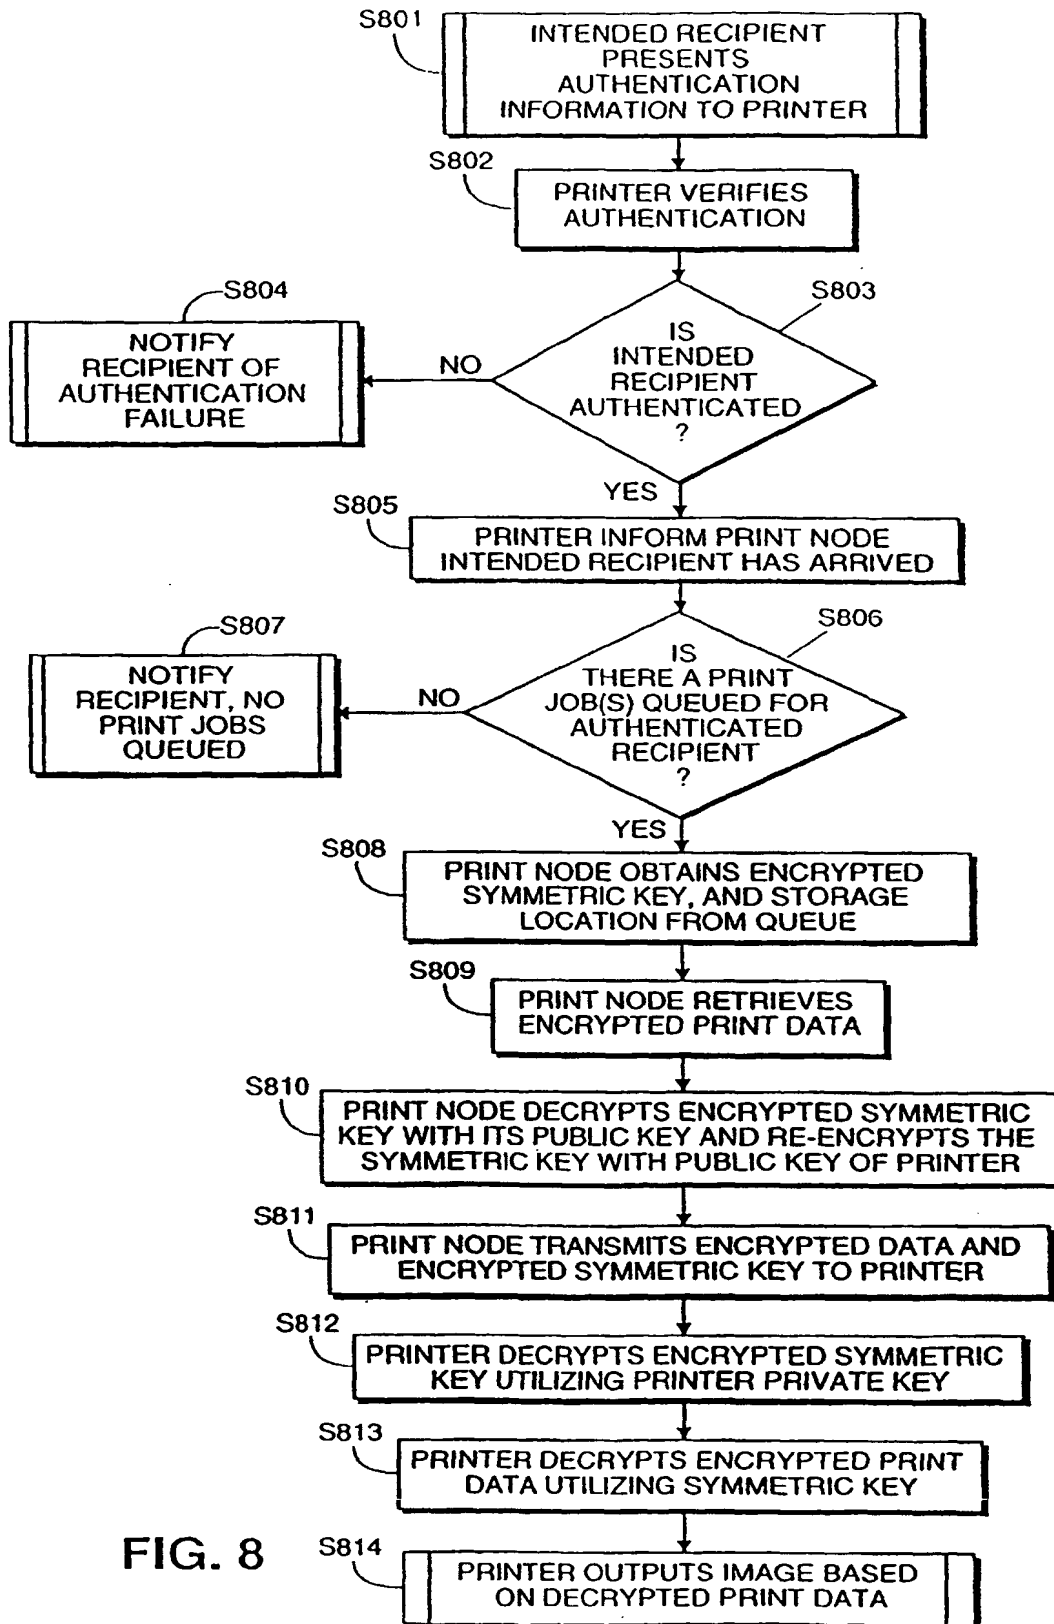 S801
INTENDED RECIPIENT
PRESENTS
AUTHENTICATION
INFORMATION TO PRINTER
S802
PRINTER VERIFIES
AUTHENTICATION
S803
IS
INTENDED
RECIPIENT
AUTHENTICATED
?
NO
S804
NOTIFY
RECIPIENT OF
AUTHENTICATION
FAILURE
YES
S805
PRINTER INFORM PRINT NODE
INTENDED RECIPIENT HAS ARRIVED
S806
IS
THERE A PRINT
JOB(S) QUEUED FOR
AUTHENTICATED
RECIPIENT
?
NO
S807
NOTIFY
RECIPIENT, NO
PRINT JOBS
QUEUED
YES
S808
PRINT NODE OBTAINS ENCRYPTED
SYMMETRIC KEY, AND STORAGE
LOCATION FROM QUEUE
S809
PRINT NODE RETRIEVES
ENCRYPTED PRINT DATA
S810
PRINT NODE DECRYPTS ENCRYPTED SYMMETRIC
KEY WITH ITS PUBLIC KEY AND RE-ENCRYPTS THE
SYMMETRIC KEY WITH PUBLIC KEY OF PRINTER
S811
PRINT NODE TRANSMITS ENCRYPTED DATA AND
ENCRYPTED SYMMETRIC KEY TO PRINTER
S812
PRINTER DECRYPTS ENCRYPTED SYMMETRIC
KEY UTILIZING PRINTER PRIVATE KEY
S813
PRINTER DECRYPTS ENCRYPTED PRINT
DATA UTILIZING SYMMETRIC KEY
S814
PRINTER OUTPUTS IMAGE BASED
ON DECRYPTED PRINT DATA
FIG. 8